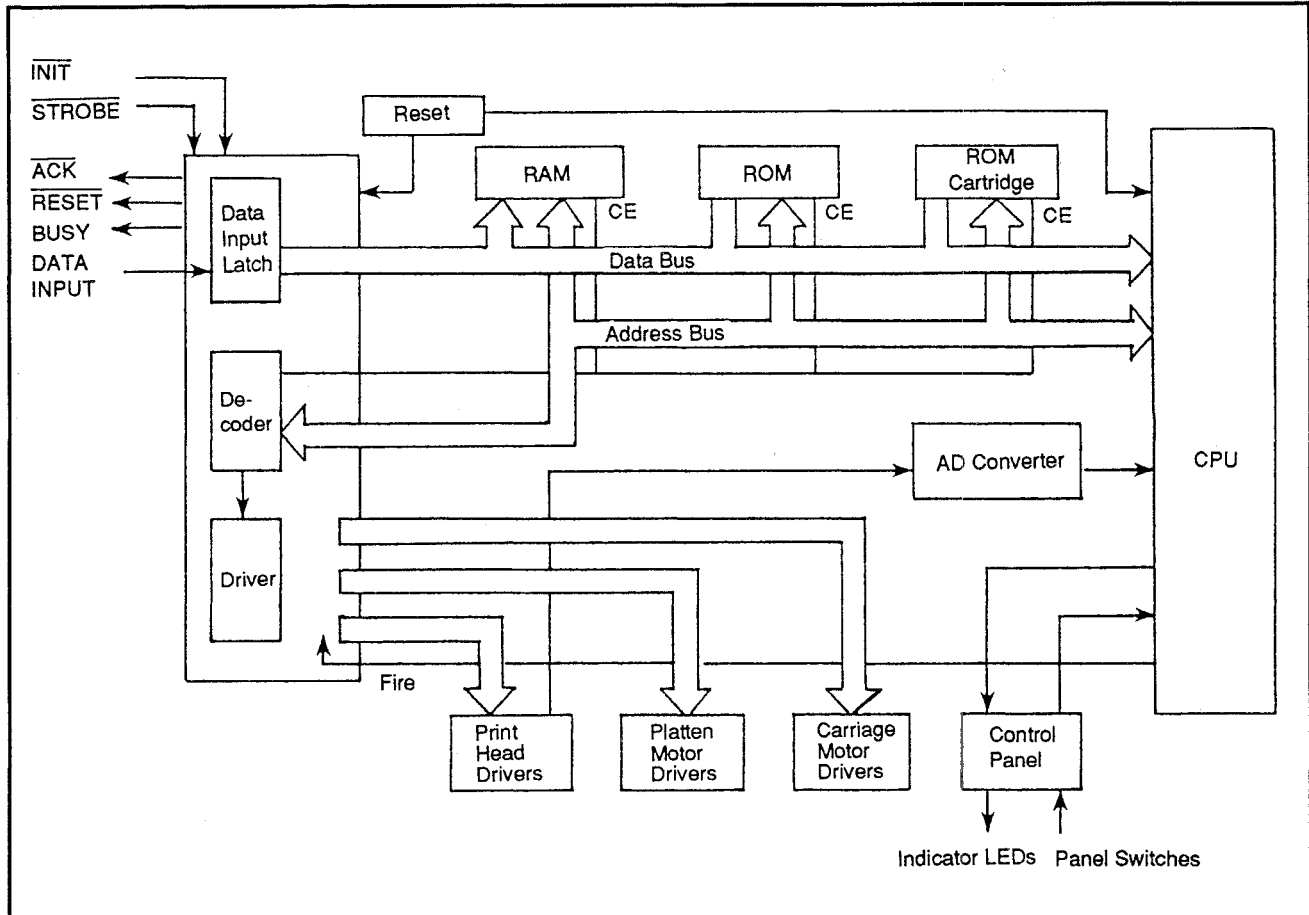 INIT
STROBE
ACK
RESET
BUSY
DATA
INPUT
Reset
RAM
ROM
ROM
Cartridge
CE
CE
CE
Data
Input
Latch
Data Bus
Address Bus
De-
coder
AD Converter
CPU
Driver
Fire
Print
Head
Drivers
Platten
Motor
Drivers
Carriage
Motor
Drivers
Control
Panel
Indicator LEDs
Panel Switches